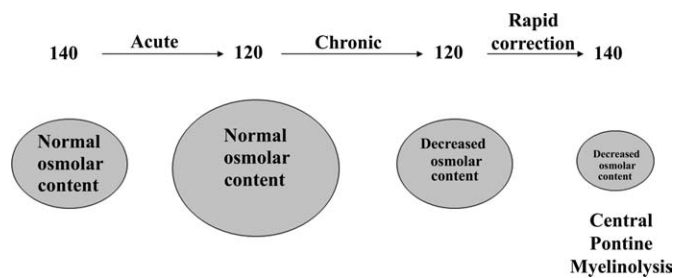 140
Acute
120
Chronic
120
Rapid
correction
140
Normal
osmolar
content
Normal
osmolar
content
Decreased
osmolar
content
Decreased
osmolar
content
Central
Pontine
Myelinolysis